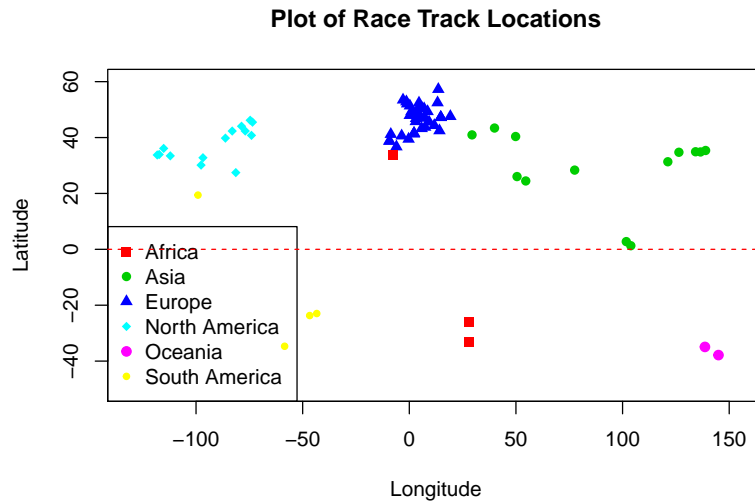 Plot of Race Track Locations
Latitude
60
40
20
0
−20
−40
Africa
Asia
Europe
North America
Oceania
South America
−100 −50 0 50 100 150
Longitude